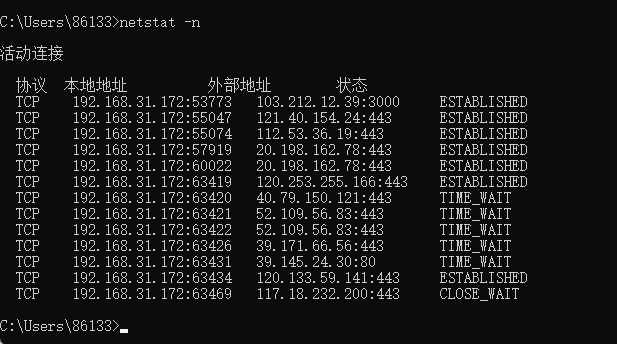 C:\Users\86133>netstat -n
活动连接
协议 本地地址 外部地址 状态
TCP 192.168.31.172:53773 103.212.12.39:3000 ESTABLISHED
TCP 192.168.31.172:55047 121.40.154.24:443 ESTABLISHED
TCP 192.168.31.172:55074 112.53.36.19:443 ESTABLISHED
TCP 192.168.31.172:57919 20.198.162.78:443 ESTABLISHED
TCP 192.168.31.172:60022 20.198.162.78:443 ESTABLISHED
TCP 192.168.31.172:63419 120.253.255.166:443 ESTABLISHED
TCP 192.168.31.172:63420 40.79.150.121:443 TIME_WAIT
TCP 192.168.31.172:63421 52.109.56.83:443 TIME_WAIT
TCP 192.168.31.172:63422 52.109.56.83:443 TIME_WAIT
TCP 192.168.31.172:63426 39.171.66.56:443 TIME_WAIT
TCP 192.168.31.172:63431 39.145.24.30:80 TIME_WAIT
TCP 192.168.31.172:63434 120.133.59.141:443 ESTABLISHED
TCP 192.168.31.172:63469 117.18.232.200:443 CLOSE_WAIT
C:\Users\86133>